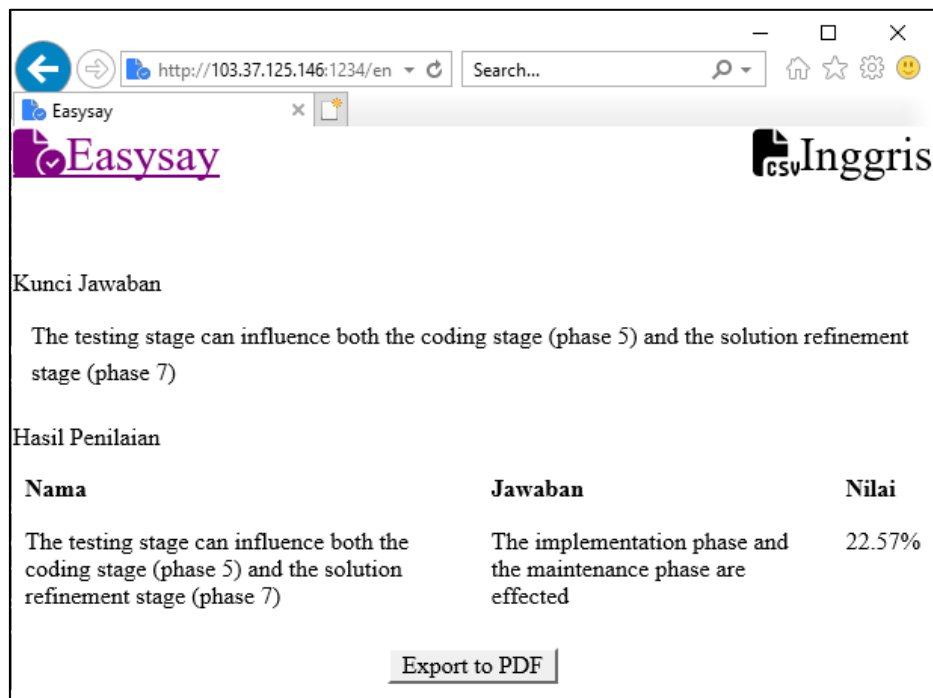 http://103.37.125.146:1234/en
Search...
Easysay
Easysay
CSV Inggris
Kunci Jawaban
The testing stage can influence both the coding stage (phase 5) and the solution refinement
stage (phase 7)
Hasil Penilaian
Nama Jawaban Nilai
The testing stage can influence both the The implementation phase and 22.57%
coding stage (phase 5) and the solution the maintenance phase are
refinement stage (phase 7) effected
Export to PDF